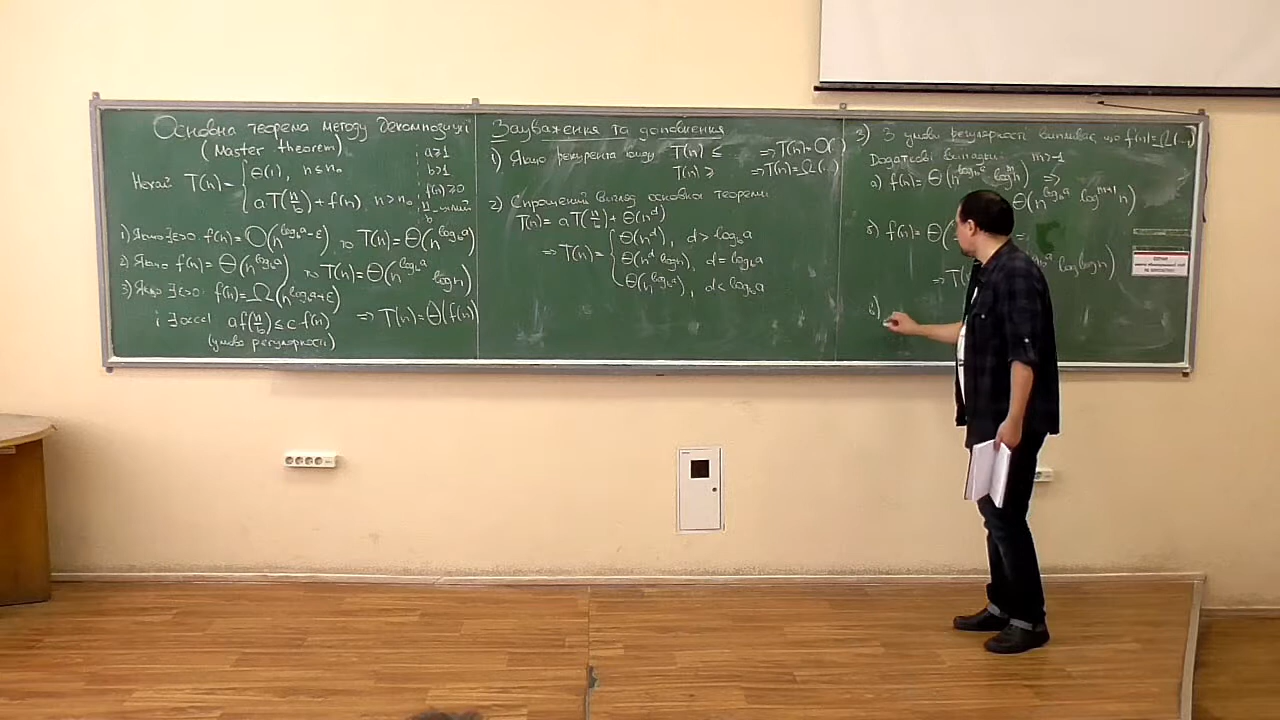 Основна теорема методу декомпозиції
(Master theorem)
Нехай T(n) = { Θ(1), n ≤ n₀
aT(n/b) + f(n), n > n₀
a ≥ 1
b > 1
f(n) ≥ 0
n/b - цілий
1) Якщо ∃ε>0: f(n) = O(n^{log_b a - ε}), то T(n) = Θ(n^{log_b a})
2) Якщо f(n) = Θ(n^{log_b a}) то T(n) = Θ(n^{log_b a} log n)
3) Якщо ∃ε>0: f(n) = Ω(n^{log_b a + ε})
і ∃ 0<c<1 af(n/b) ≤ c f(n) ⇒ T(n) = Θ(f(n))
(умова регулярності)
Зауваження та доповнення
1) Якщо T(n) ≤ ⇒ T(n) = O( )
T(n) ≥ ⇒ T(n) = Ω(...)
2) Спрощений вигляд основної теореми
T(n) = aT(n/b) + Θ(n^d)
⇒ T(n) = { Θ(n^d), d > log_b a
Θ(n^d log n), d = log_b a
Θ(n^{log_b a}), d < log_b a
3) З умови регулярності випливає, що f(n) = Ω(...)
Додаткові випадки: m > -1
а) f(n) = Θ(n^{log_b a} log^m n) ⇒
Θ(n^{log_b a} log^{m+1} n)
б) f(n) = Θ(
⇒ T( log log n)
в)